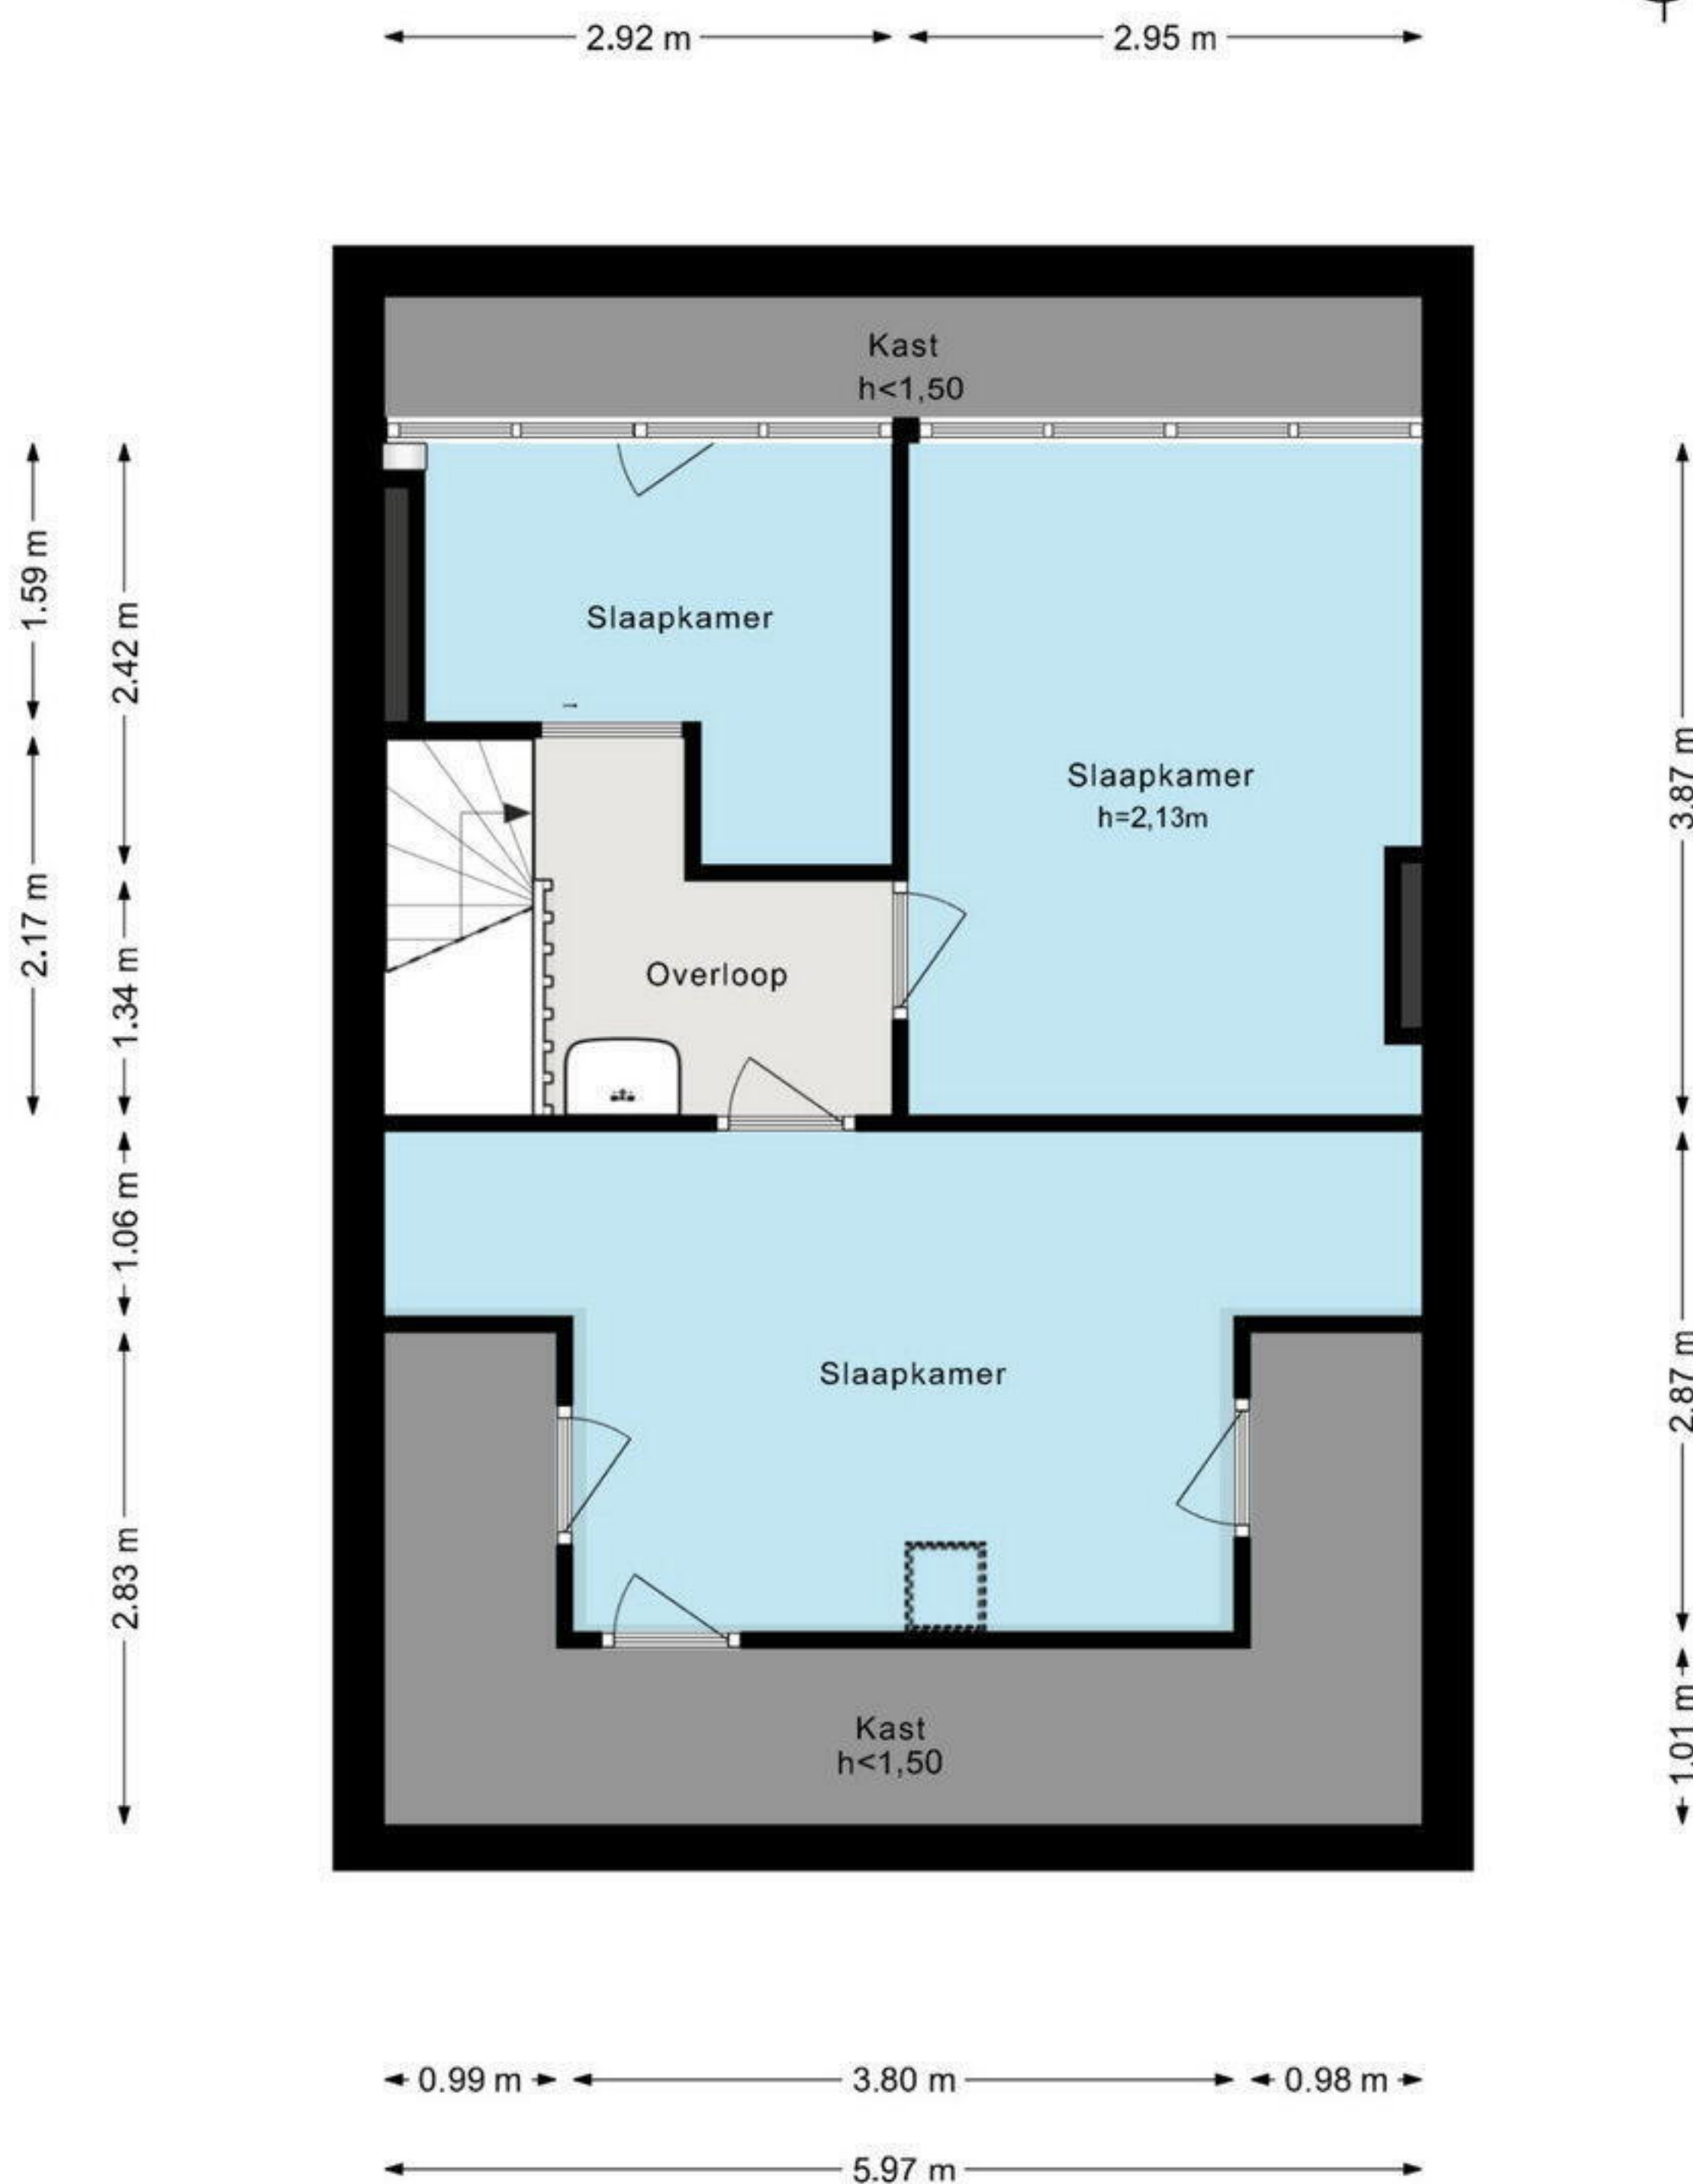 2.92 m
2.95 m
Kast
h<1,50
1.59 m
2.42 m
Slaapkamer
Slaapkamer
h=2,13m
3.87 m
2.17 m
1.34 m
Overloop
1.06 m
Slaapkamer
2.87 m
2.83 m
Kast
h<1,50
1.01 m
0.99 m
3.80 m
0.98 m
5.97 m